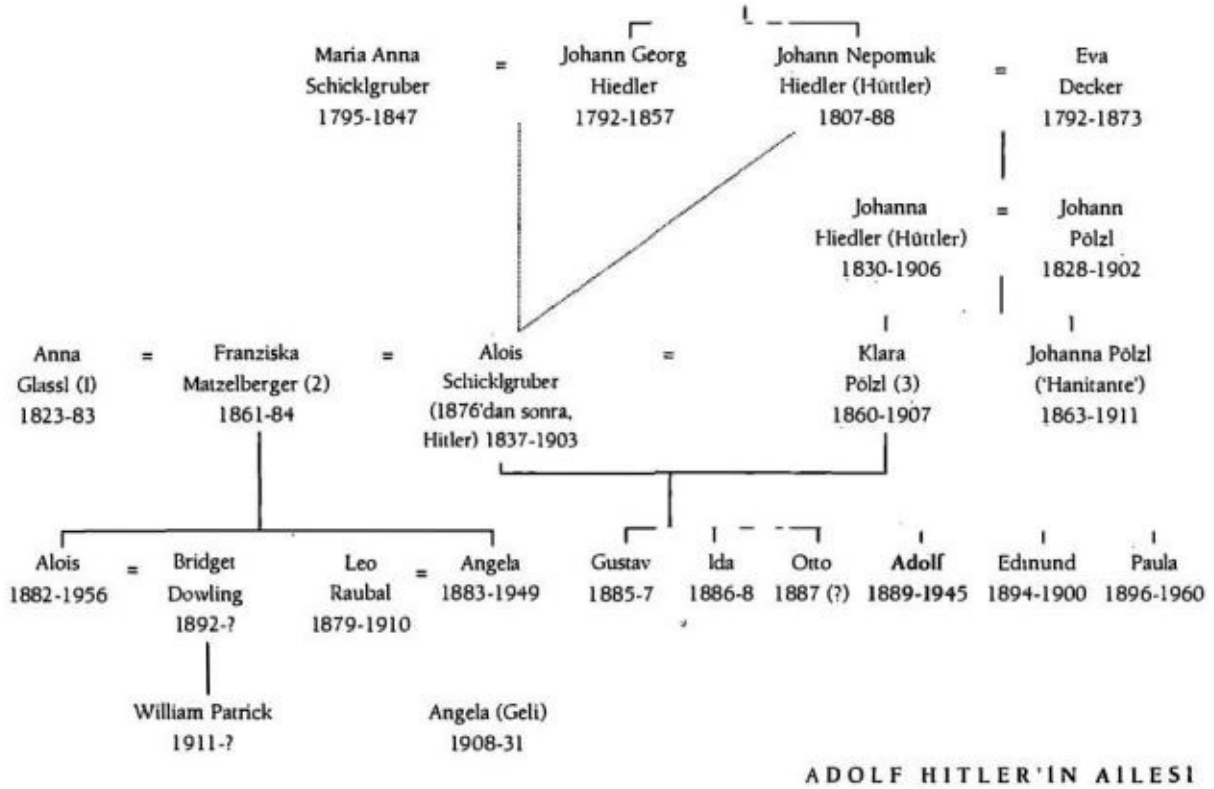 Maria Anna
Schicklgruber
1795-1847
=
Johann Georg
Hiedler
1792-1857
Johann Nepomuk
Hiedler (Hüttler)
1807-88
=
Eva
Decker
1792-1873
Johanna
Hiedler (Hüttler)
1830-1906
=
Johann
Pölzl
1828-1902
Anna
Glassl (1)
1823-83
=
Franziska
Matzelberger (2)
1861-84
=
Alois
Schicklgruber
(1876'dan sonra,
Hitler) 1837-1903
=
Klara
Pölzl (3)
1860-1907
Johanna Pölzl
('Hanitante')
1863-1911
Alois
1882-1956
=
Bridget
Dowling
1892-?
Leo
Raubal
1879-1910
=
Angela
1883-1949
Gustav
1885-7
Ida
1886-8
Otto
1887 (?)
Adolf
1889-1945
Edmund
1894-1900
Paula
1896-1960
William Patrick
1911-?
Angela (Geli)
1908-31
ADOLF HITLER'İN AİLESİ